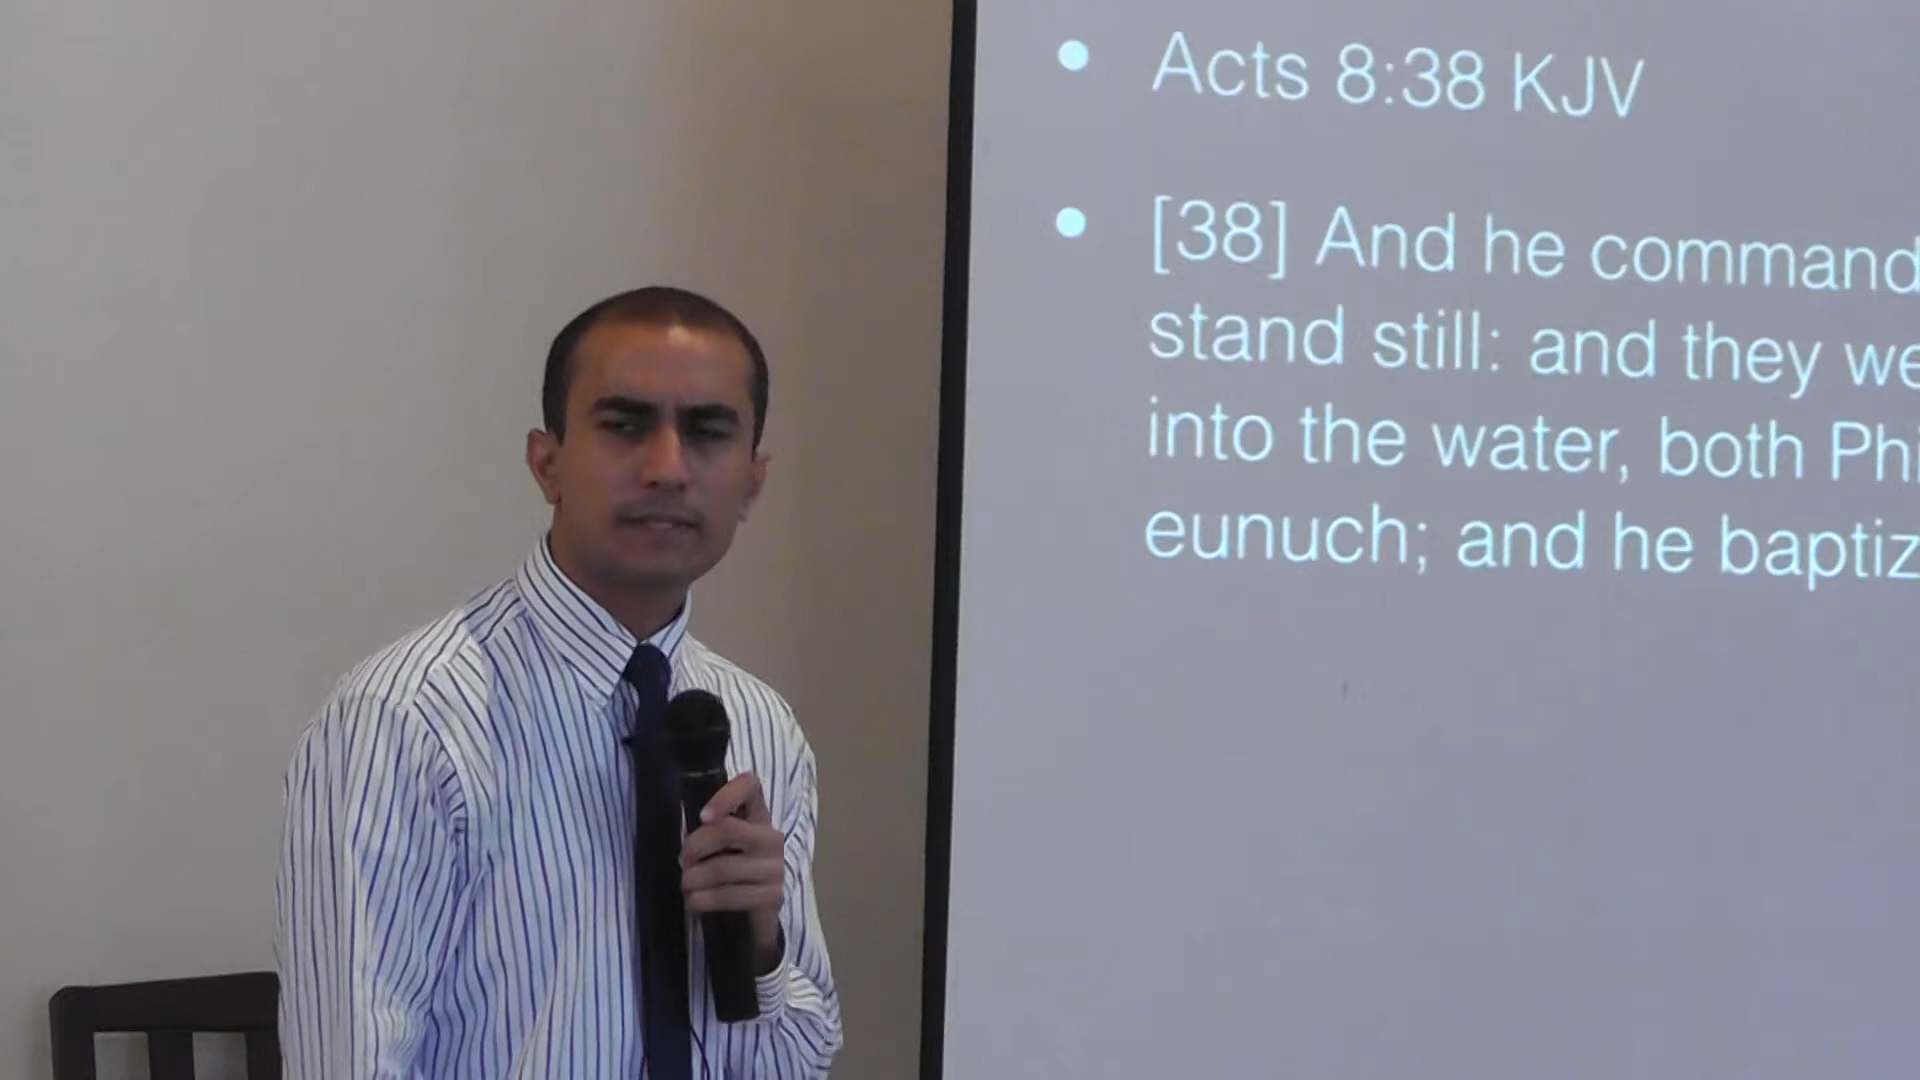 Acts 8:38 KJV
[38] And he command
stand still: and they we
into the water, both Phi
eunuch; and he baptiz